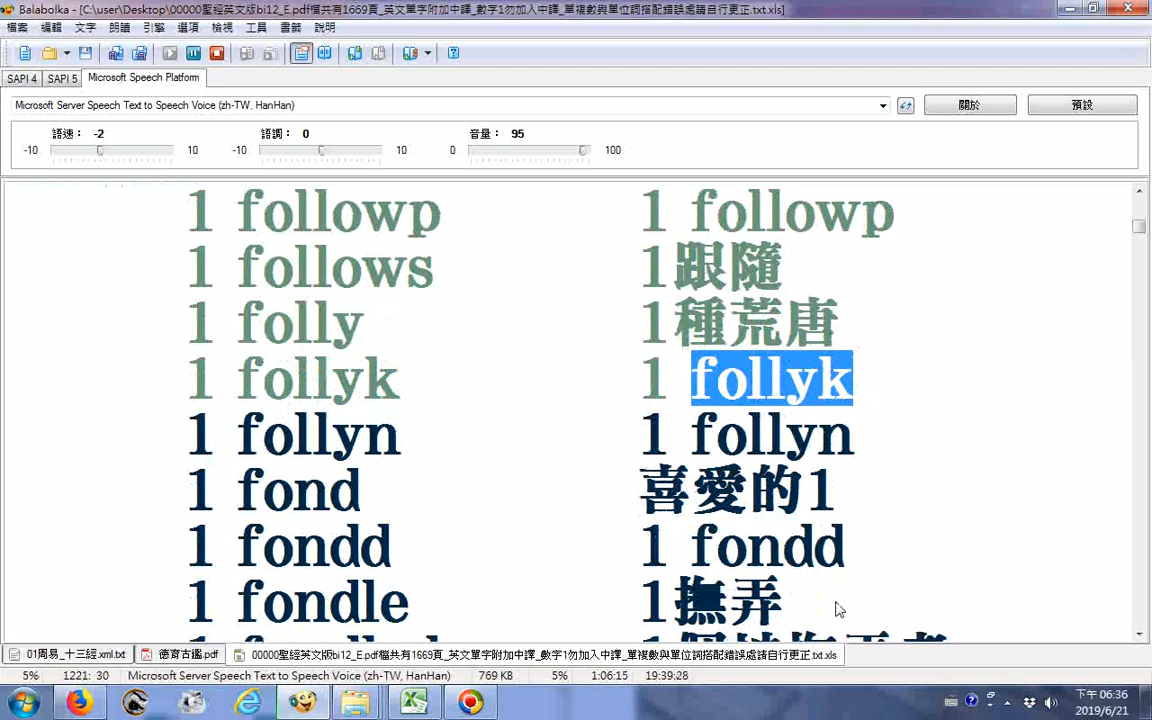 Balabolka - [C:\user\Desktop\00000聖經英文版bi12_E.pdf檔共有1669頁_英文單字附加中譯_數字1勿加入中譯_單複數與單位詞搭配錯誤處請自行更正.txt.xls]
檔案 編輯 文字 朗讀 引擎 選項 檢視 工具 書籤 說明
SAPI 4 SAPI 5 Microsoft Speech Platform
Microsoft Server Speech Text to Speech Voice (zh-TW, HanHan) 關於 預設
語速： -2 語調： 0 音量： 95
-10 10 -10 10 0 100
1 followp 1 followp
1 follows 1跟隨
1 folly 1種荒唐
1 follyk 1 follyk
1 follyn 1 follyn
1 fond 喜愛的1
1 fondd 1 fondd
1 fondle 1撫弄
01周易_十三經.xml.txt 德育古鑑.pdf 00000聖經英文版bi12_E.pdf檔共有1669頁_英文單字附加中譯_數字1勿加入中譯_單複數與單位詞搭配錯誤處請自行更正.txt.xls
5% 1221: 30 Microsoft Server Speech Text to Speech Voice (zh-TW, HanHan) 769 KB 5% 1:06:15 19:39:28
下午 06:36
2019/6/21